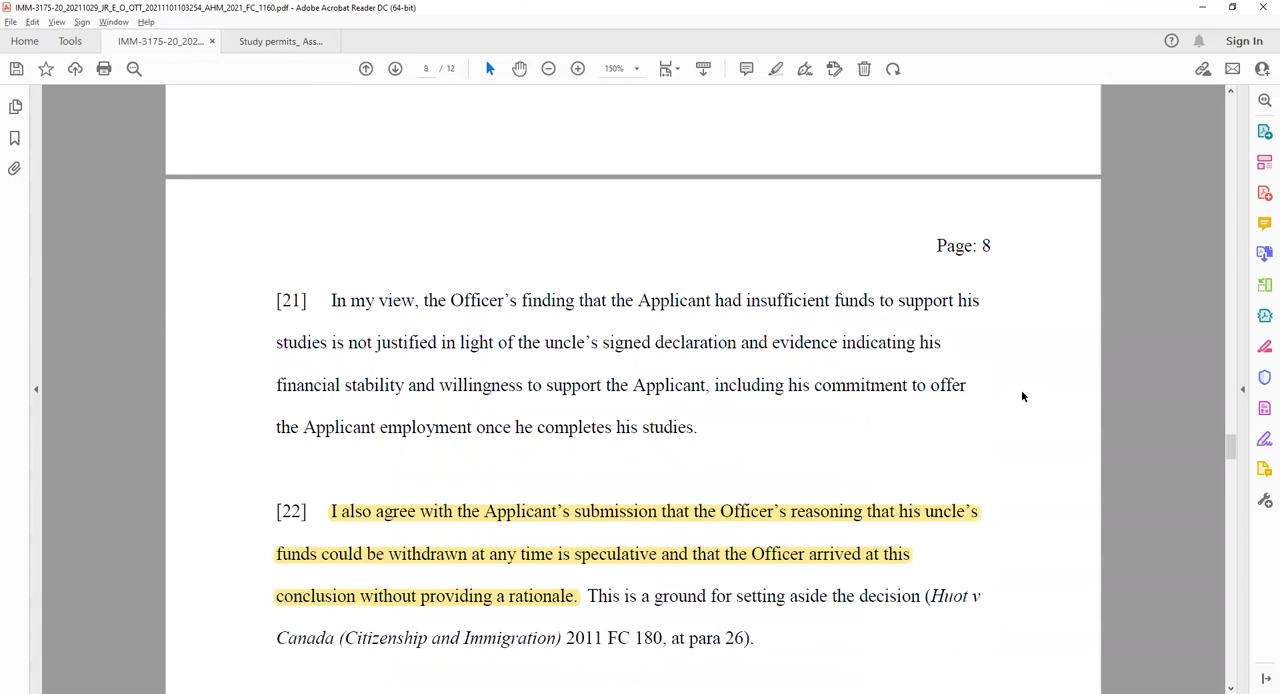 IMM-3175-20_20211029_JR_E_O_OTT_20211101103254_AHM_2021_FC_1160.pdf - Adobe Acrobat Reader DC (64-bit)
File Edit View Sign Window Help
Home Tools IMM-3175-20_202... × Study permits_ Ass... Sign In
8 / 12 150%
Page: 8
[21] In my view, the Officer’s finding that the Applicant had insufficient funds to support his
studies is not justified in light of the uncle’s signed declaration and evidence indicating his
financial stability and willingness to support the Applicant, including his commitment to offer
the Applicant employment once he completes his studies.
[22] I also agree with the Applicant’s submission that the Officer’s reasoning that his uncle’s
funds could be withdrawn at any time is speculative and that the Officer arrived at this
conclusion without providing a rationale. This is a ground for setting aside the decision (Huot v
Canada (Citizenship and Immigration) 2011 FC 180, at para 26).